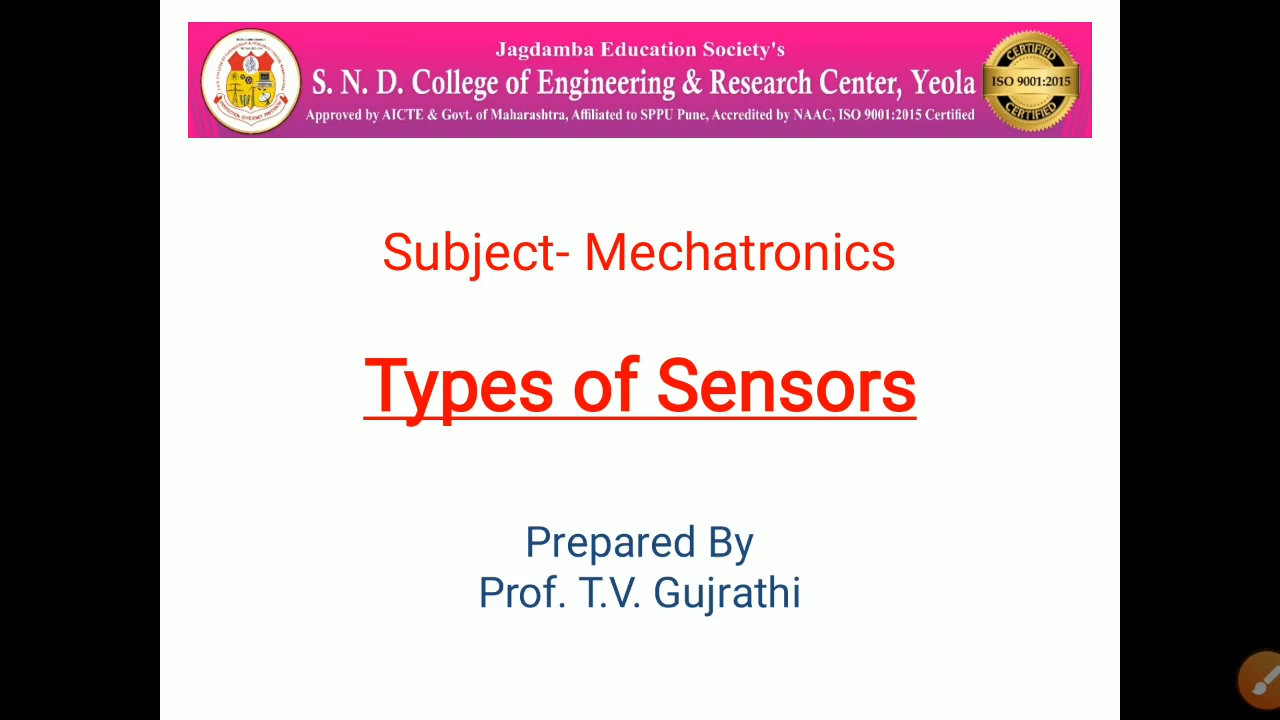 Jagdamba Education Society's
S. N. D. College of Engineering & Research Center, Yeola
Approved by AICTE & Govt. of Maharashtra, Affiliated to SPPU Pune, Accredited by NAAC, ISO 9001:2015 Certified
CERTIFIED
ISO 9001:2015
CERTIFIED
Subject- Mechatronics
Types of Sensors
Prepared By
Prof. T.V. Gujrathi